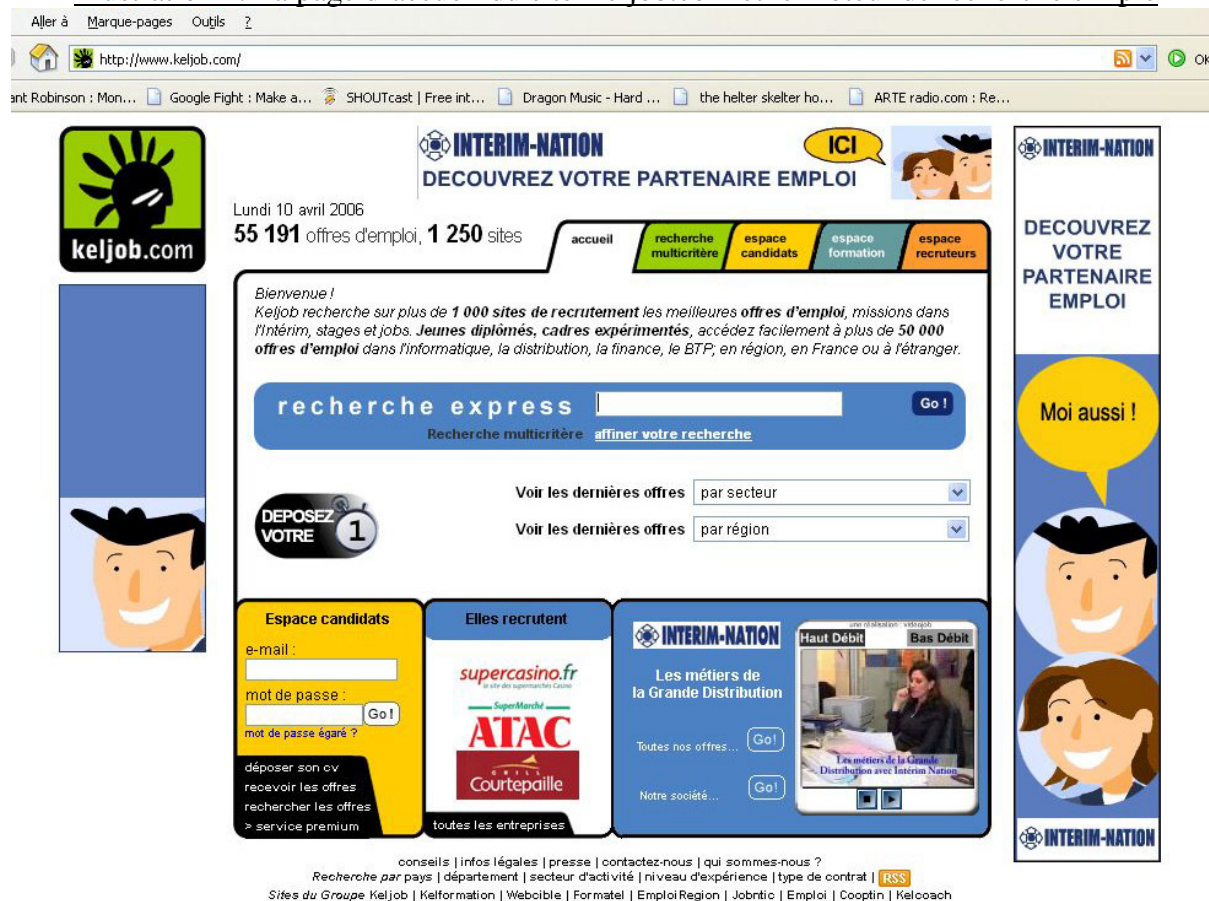 Aller à Marque-pages Outils ?
http://www.keljob.com/
OK
ant Robinson : Mon... Google Fight : Make a... SHOUTcast | Free int... Dragon Music - Hard ... the helter skelter ho... ARTE radio.com : Re...
keljob.com
INTERIM-NATION
DECOUVREZ VOTRE PARTENAIRE EMPLOI
ICI
Lundi 10 avril 2006
55 191 offres d'emploi, 1 250 sites
accueil
recherche
multicritère
espace
candidats
espace
formation
espace
recruteurs
Bienvenue !
Keljob recherche sur plus de 1 000 sites de recrutement les meilleures offres d'emploi, missions dans
l'Intérim, stages et jobs. Jeunes diplômés, cadres expérimentés, accédez facilement à plus de 50 000
offres d'emploi dans l'informatique, la distribution, la finance, le BTP; en région, en France ou à l'étranger.
recherche express Go !
Recherche multicritère affiner votre recherche
DEPOSEZ
VOTRE 1
Voir les dernières offres par secteur
Voir les dernières offres par région
Espace candidats
e-mail :
mot de passe :
Go !
mot de passe égaré ?
déposer son cv
recevoir les offres
rechercher les offres
> service premium
Elles recrutent
supercasino.fr
le site des supermarchés Casino
SuperMarché
ATAC
GRILL
Courtepaille
toutes les entreprises
INTERIM-NATION
Les métiers de
la Grande Distribution
Toutes nos offres... Go!
Notre société... Go!
une réalisation : videojob
Haut Débit Bas Débit
Les métiers de la Grande
Distribution avec Intérim Nation
INTERIM-NATION
DECOUVREZ
VOTRE
PARTENAIRE
EMPLOI
Moi aussi !
INTERIM-NATION
conseils | infos légales | presse | contactez-nous | qui sommes-nous ?
Recherche par pays | département | secteur d'activité | niveau d'expérience | type de contrat | RSS
Sites du Groupe Keljob | Kelformation | Webcible | Formatel | EmploiRegion | Jobntic | Emploi | Cooptin | Kelcoach